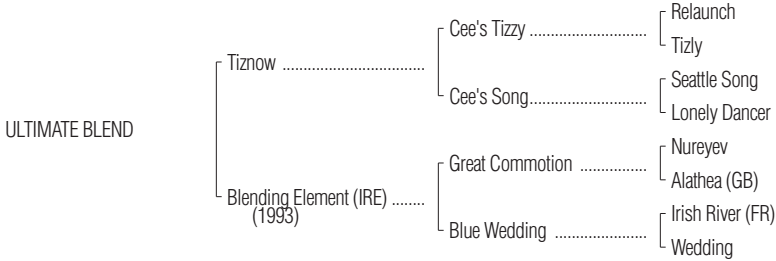 Relaunch
Cee's Tizzy ............................
Tizly
Tiznow ..................................
Seattle Song
Cee's Song............................
Lonely Dancer
ULTIMATE BLEND
Nureyev
Great Commotion ................
Alathea (GB)
Blending Element (IRE) ........
(1993)
Irish River (FR)
Blue Wedding ......................
Wedding